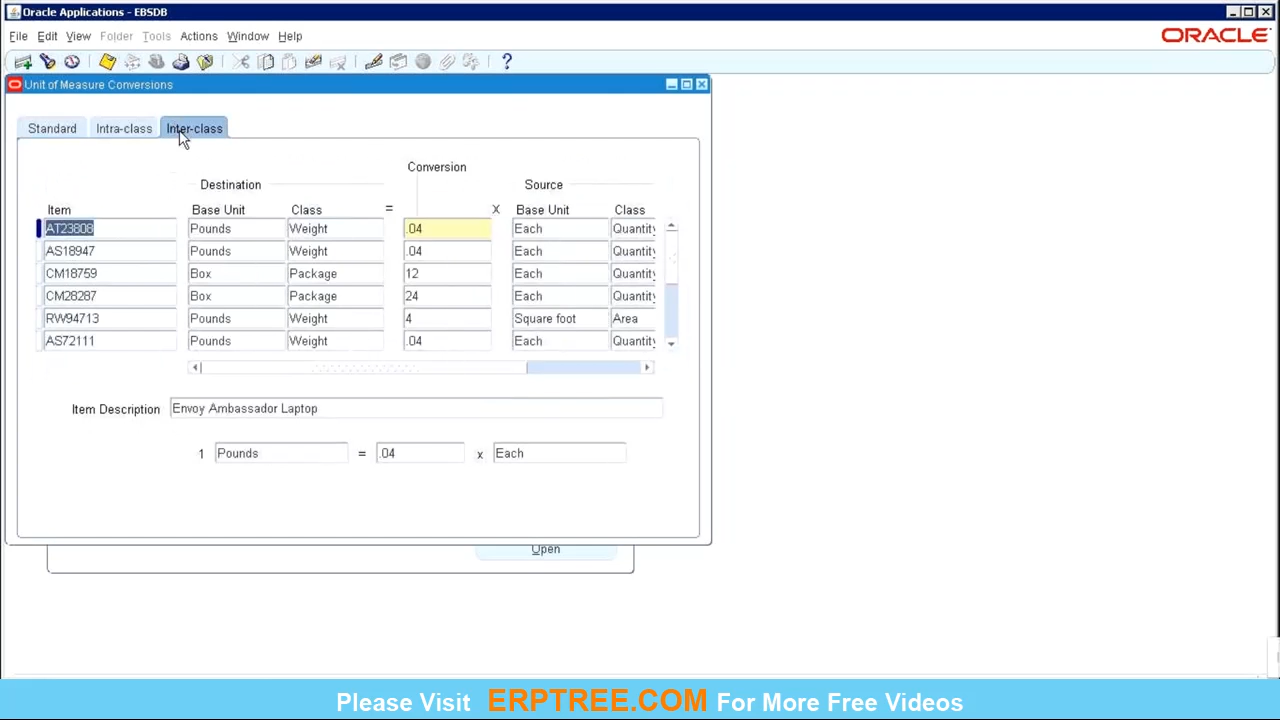 Oracle Applications - EBSDB
File Edit View Folder Tools Actions Window Help
ORACLE
Unit of Measure Conversions
Standard Intra-class Inter-class
Conversion
Destination Source
Item Base Unit Class = x Base Unit Class
AT23808 Pounds Weight .04 Each Quantity
AS18947 Pounds Weight .04 Each Quantity
CM18759 Box Package 12 Each Quantity
CM28287 Box Package 24 Each Quantity
RW94713 Pounds Weight 4 Square foot Area
AS72111 Pounds Weight .04 Each Quantity
Item Description Envoy Ambassador Laptop
1 Pounds = .04 x Each
Open
Please Visit ERPTREE.COM For More Free Videos